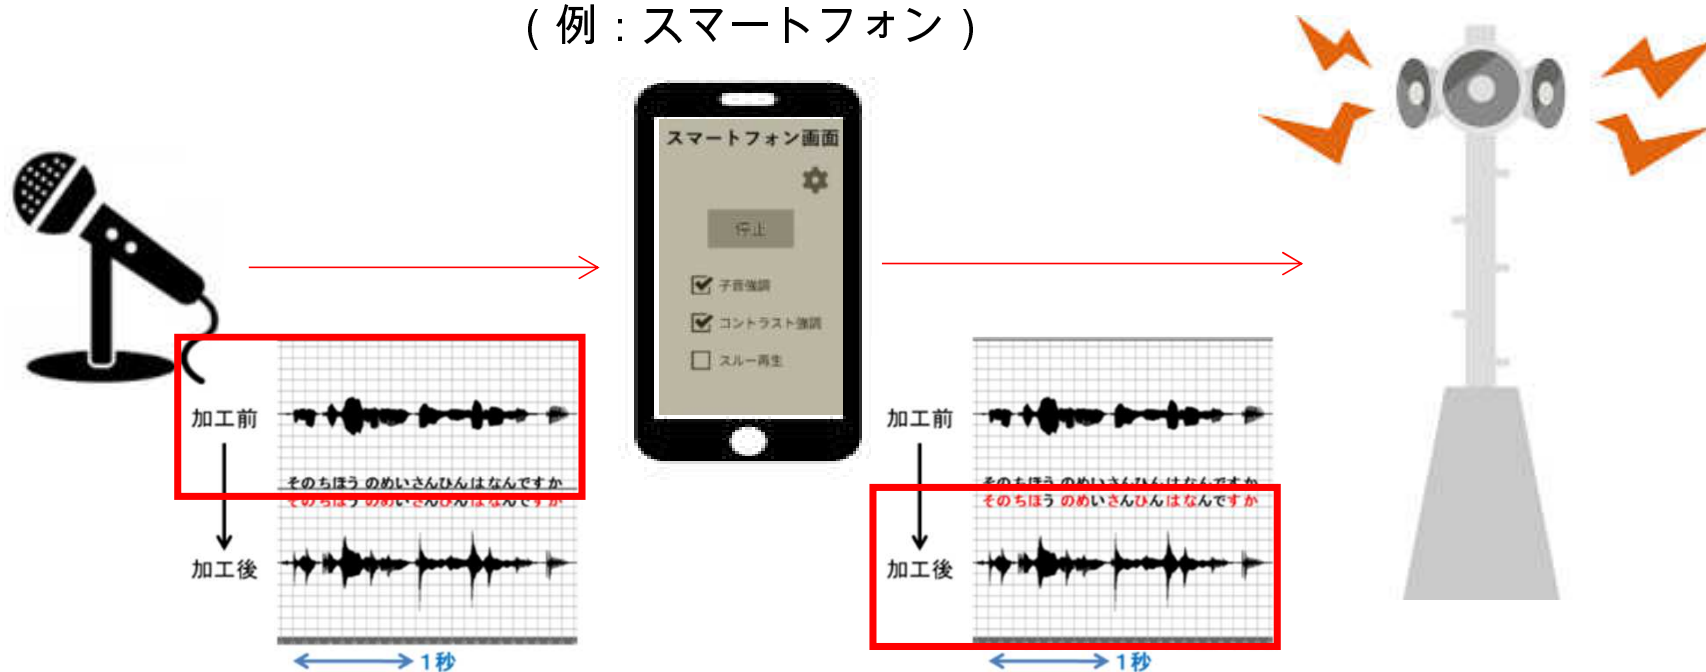 (例：スマートフォン)
スマートフォン画面
停止
子音強調
コントラスト強調
スルー再生
加工前
そのちほう のめいさんひんはなんですか
そのちほう のめいさんひんはなんですか
加工後
1秒
加工前
そのちほう のめいさんひんはなんですか
そのちほう のめいさんひんはなんですか
加工後
1秒